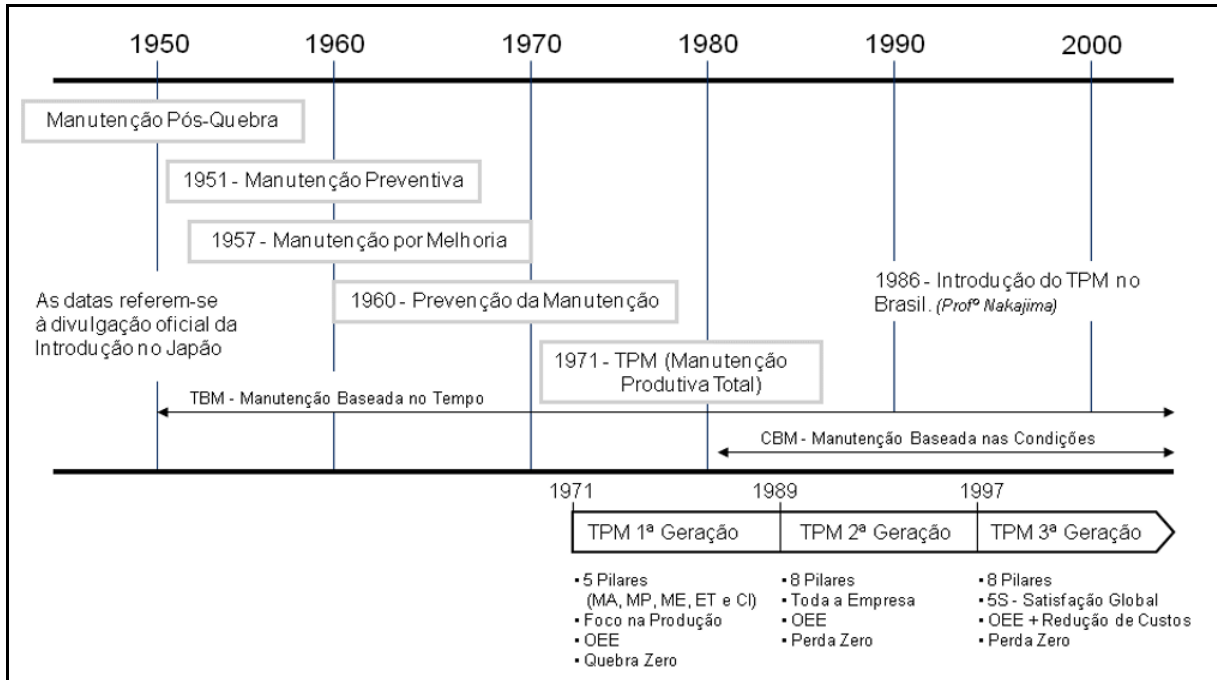 1950 1960 1970 1980 1990 2000
Manutenção Pós-Quebra
1951 - Manutenção Preventiva
1957 - Manutenção por Melhoria
As datas referem-se
à divulgação oficial da
Introdução no Japão
1960 - Prevenção da Manutenção
1986 - Introdução do TPM no
Brasil. (Profº Nakajima)
1971 - TPM (Manutenção
Produtiva Total)
TBM - Manutenção Baseada no Tempo
CBM - Manutenção Baseada nas Condições
1971 1989 1997
TPM 1ª Geração
▪ 5 Pilares
(MA, MP, ME, ET e CI)
▪ Foco na Produção
▪ OEE
▪ Quebra Zero
TPM 2ª Geração
▪ 8 Pilares
▪ Toda a Empresa
▪ OEE
▪ Perda Zero
TPM 3ª Geração
▪ 8 Pilares
▪ 5S - Satisfação Global
▪ OEE + Redução de Custos
▪ Perda Zero